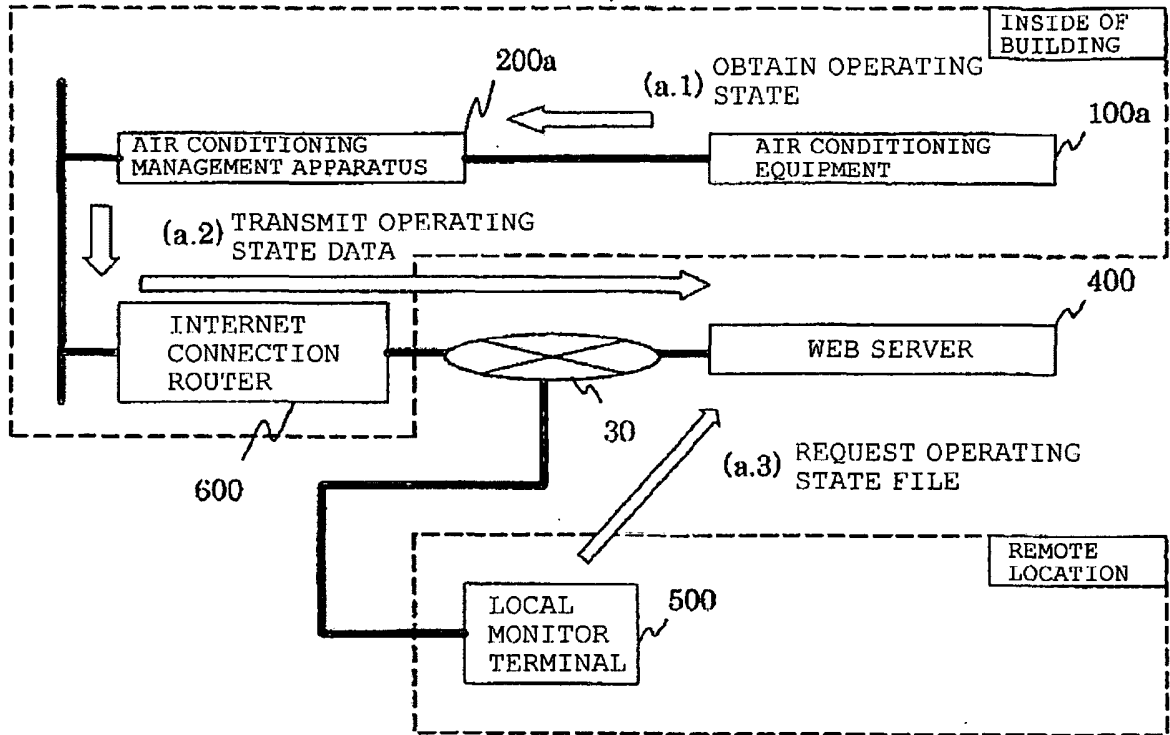 INSIDE OF
BUILDING
200a
(a.1) OBTAIN OPERATING
STATE
100a
AIR CONDITIONING
MANAGEMENT APPARATUS
AIR CONDITIONING
EQUIPMENT
(a.2) TRANSMIT OPERATING
STATE DATA
400
INTERNET
CONNECTION
ROUTER
WEB SERVER
30
600
(a.3) REQUEST OPERATING
STATE FILE
REMOTE
LOCATION
LOCAL
MONITOR
TERMINAL
500